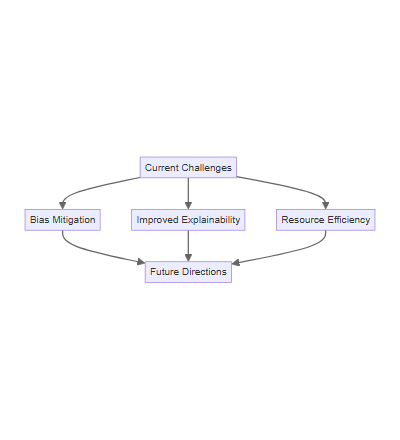 Current Challenges
Bias Mitigation
Improved Explainability
Resource Efficiency
Future Directions